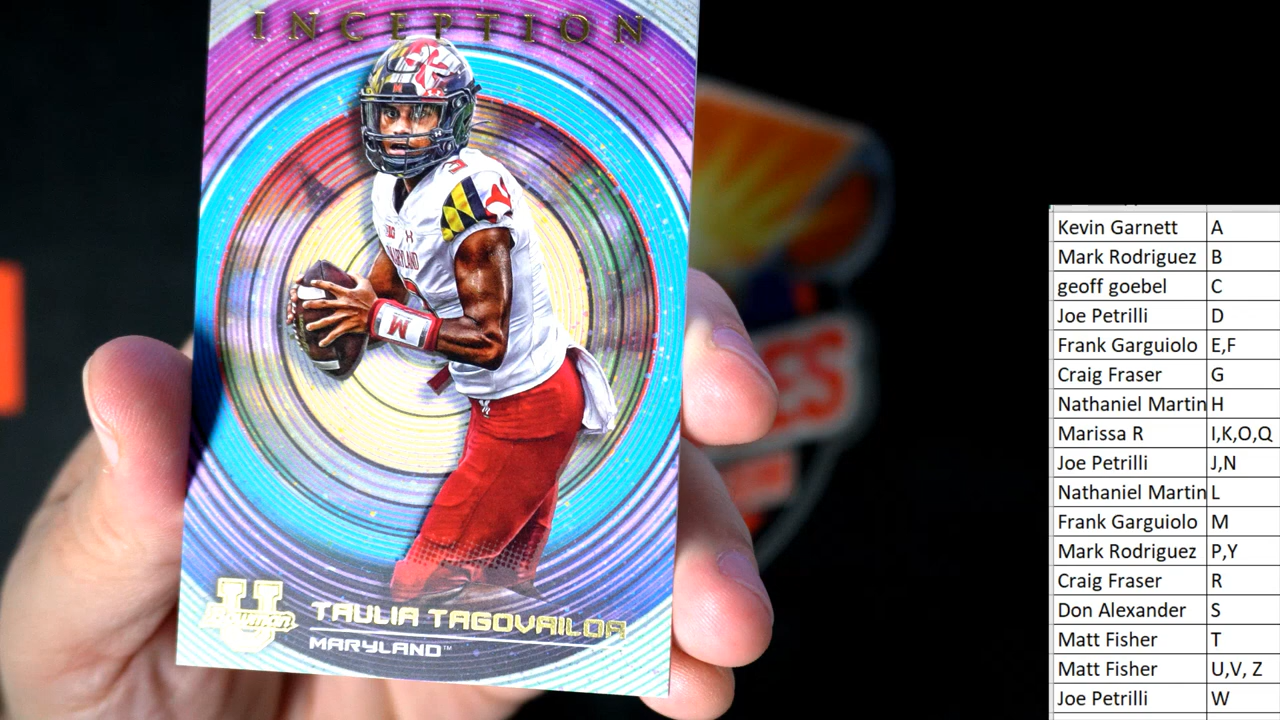 INCEPTION
MARYLAND
M
Bowman
U
TAULIA TAGOVAILOA
MARYLAND™
Kevin Garnett A
Mark Rodriguez B
geoff goebel C
Joe Petrilli D
Frank Garguiolo E,F
Craig Fraser G
Nathaniel Martin H
Marissa R I,K,O,Q
Joe Petrilli J,N
Nathaniel Martin L
Frank Garguiolo M
Mark Rodriguez P,Y
Craig Fraser R
Don Alexander S
Matt Fisher T
Matt Fisher U,V, Z
Joe Petrilli W